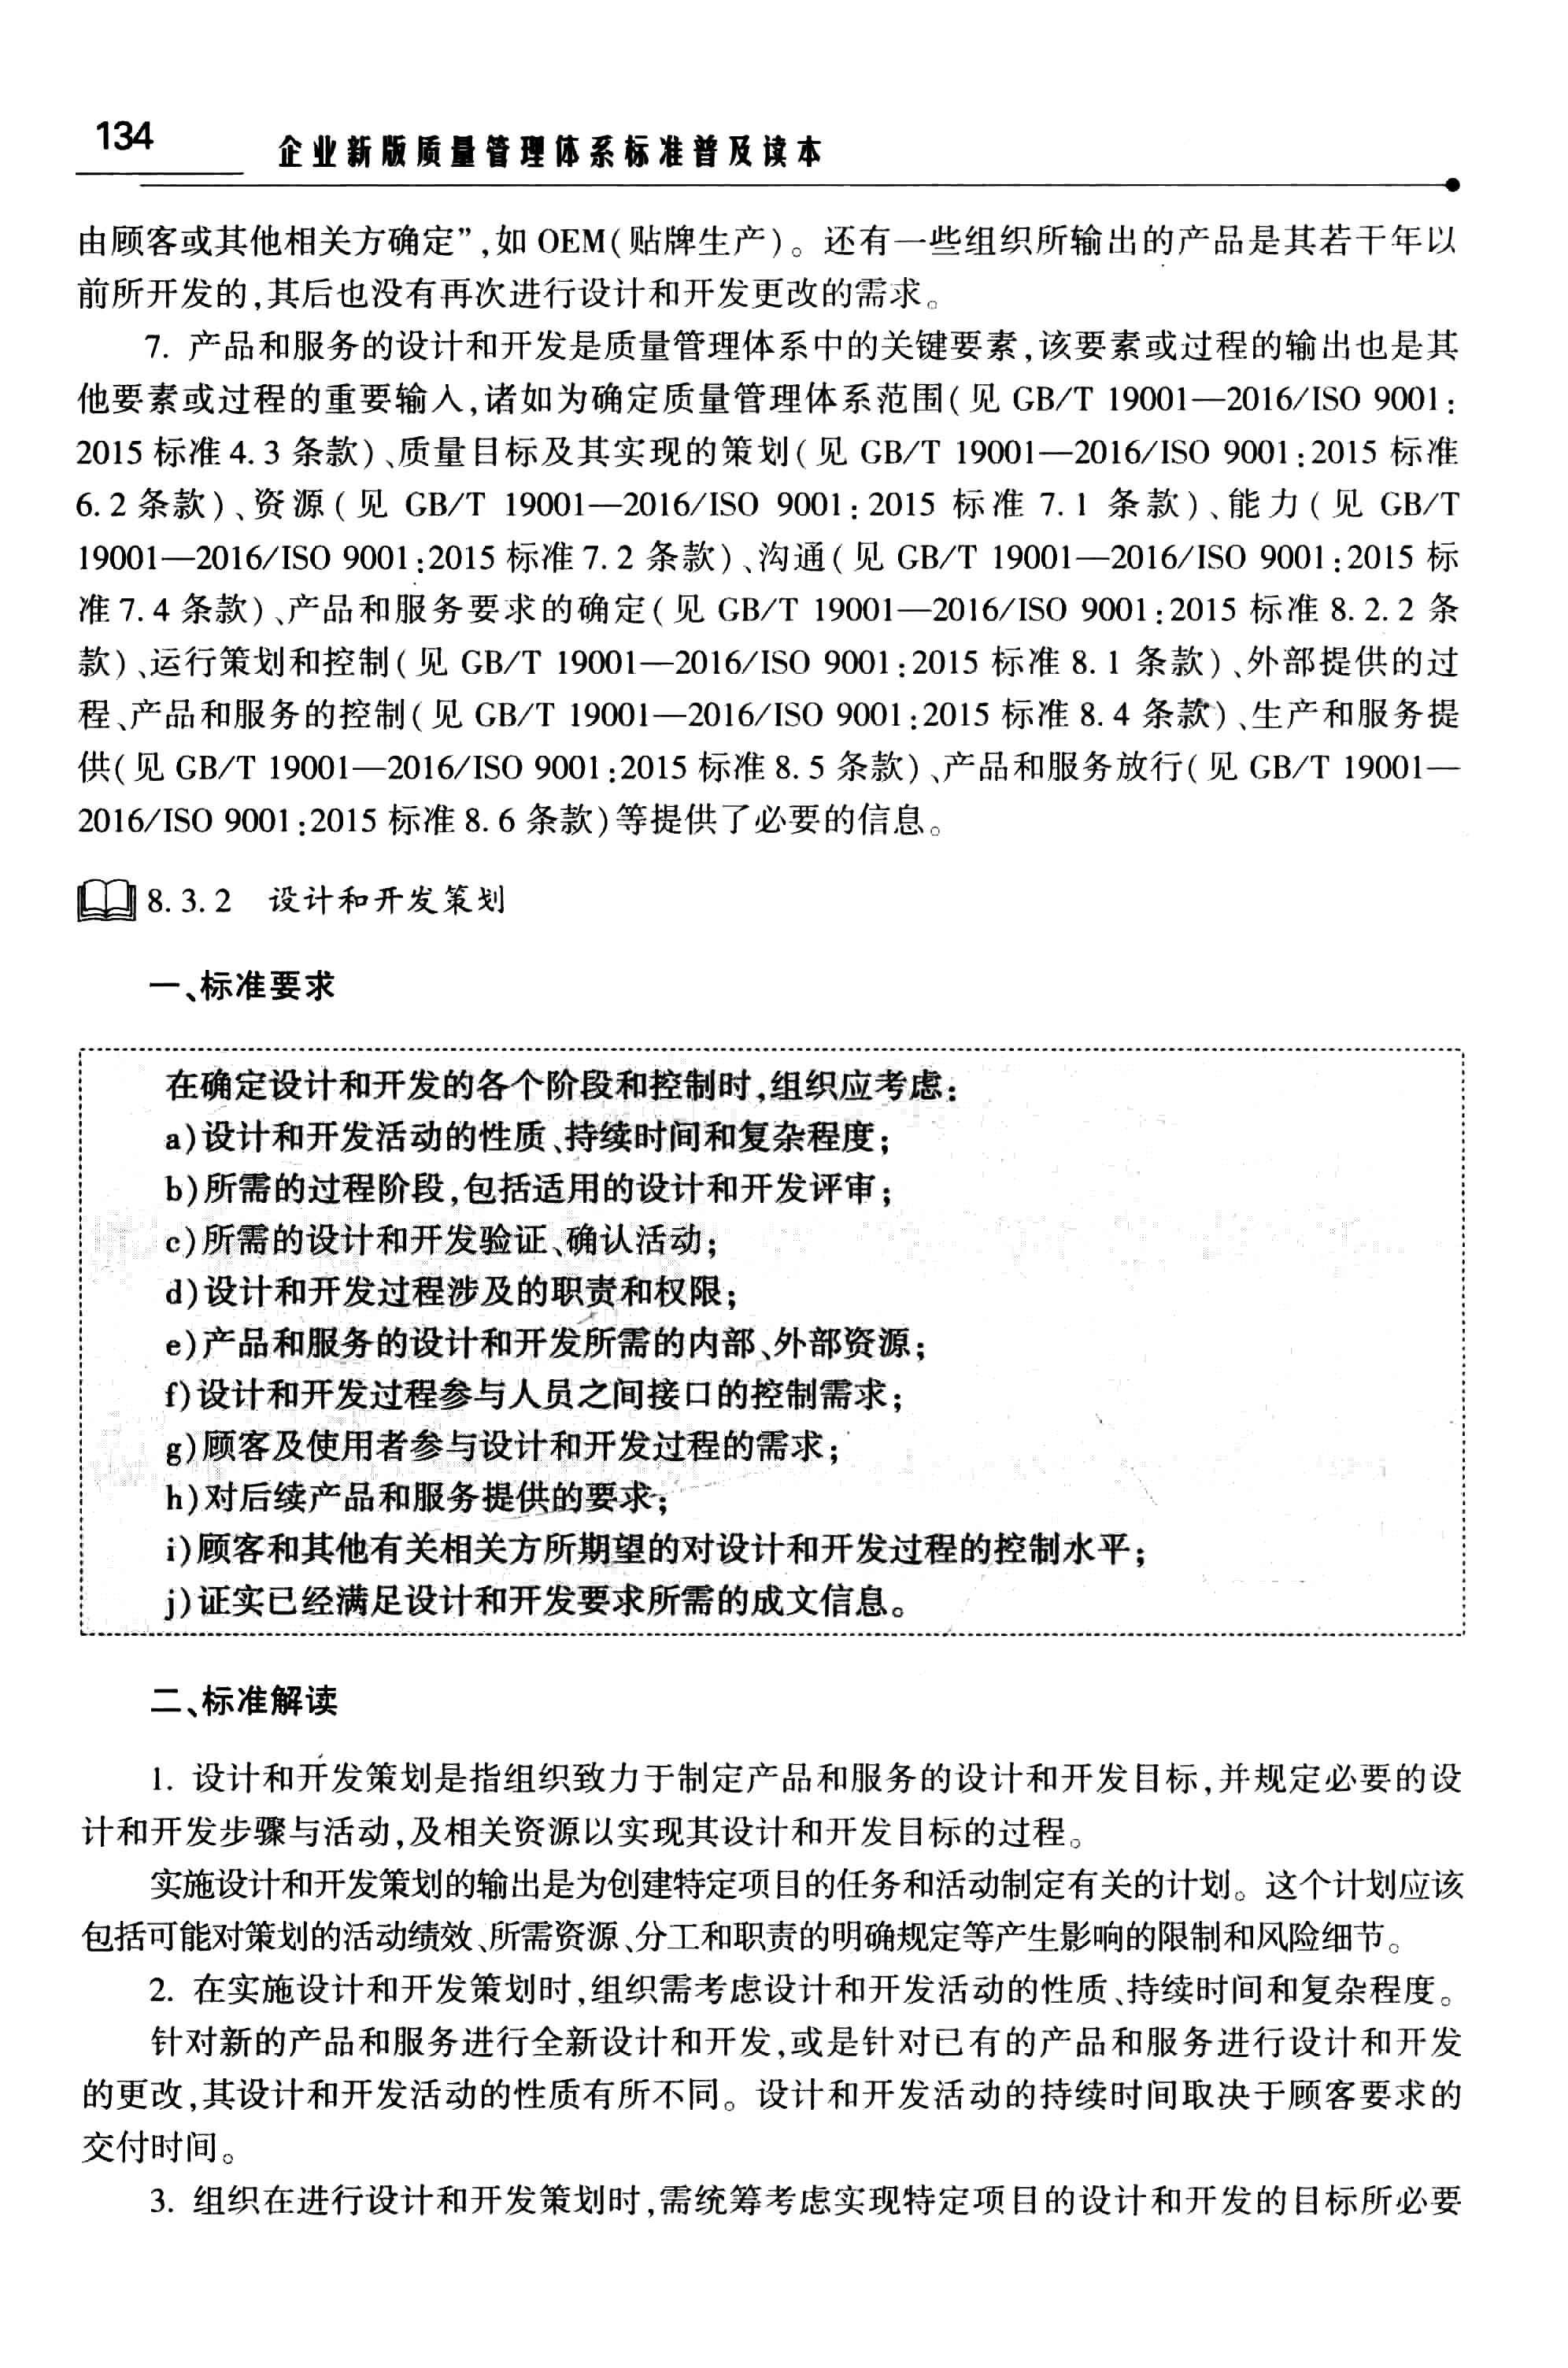 134
企业新版质量管理体系标准普及读本
由顾客或其他相关方确定”,如 OEM(贴牌生产)。还有一些组织所输出的产品是其若干年以
前所开发的,其后也没有再次进行设计和开发更改的需求。
7. 产品和服务的设计和开发是质量管理体系中的关键要素,该要素或过程的输出也是其
他要素或过程的重要输入,诸如为确定质量管理体系范围(见 GB/T 19001—2016/ISO 9001:
2015 标准 4.3 条款)、质量目标及其实现的策划(见 GB/T 19001—2016/ISO 9001:2015 标准
6.2 条款)、资源(见 GB/T 19001—2016/ISO 9001:2015 标准 7.1 条款)、能力(见 GB/T
19001—2016/ISO 9001:2015 标准 7.2 条款)、沟通(见 GB/T 19001—2016/ISO 9001:2015 标
准 7.4 条款)、产品和服务要求的确定(见 GB/T 19001—2016/ISO 9001:2015 标准 8.2.2 条
款)、运行策划和控制(见 GB/T 19001—2016/ISO 9001:2015 标准 8.1 条款)、外部提供的过
程、产品和服务的控制(见 GB/T 19001—2016/ISO 9001:2015 标准 8.4 条款)、生产和服务提
供(见 GB/T 19001—2016/ISO 9001:2015 标准 8.5 条款)、产品和服务放行(见 GB/T 19001—
2016/ISO 9001:2015 标准 8.6 条款)等提供了必要的信息。
8.3.2 设计和开发策划
一、标准要求
在确定设计和开发的各个阶段和控制时,组织应考虑:
a)设计和开发活动的性质、持续时间和复杂程度;
b)所需的过程阶段,包括适用的设计和开发评审;
c)所需的设计和开发验证、确认活动;
d)设计和开发过程涉及的职责和权限;
e)产品和服务的设计和开发所需的内部、外部资源;
f)设计和开发过程参与人员之间接口的控制需求;
g)顾客及使用者参与设计和开发过程的需求;
h)对后续产品和服务提供的要求;
i)顾客和其他有关相关方所期望的对设计和开发过程的控制水平;
j)证实已经满足设计和开发要求所需的成文信息。
二、标准解读
1. 设计和开发策划是指组织致力于制定产品和服务的设计和开发目标,并规定必要的设
计和开发步骤与活动,及相关资源以实现其设计和开发目标的过程。
实施设计和开发策划的输出是为创建特定项目的任务和活动制定有关的计划。这个计划应该
包括可能对策划的活动绩效、所需资源、分工和职责的明确规定等产生影响的限制和风险细节。
2. 在实施设计和开发策划时,组织需考虑设计和开发活动的性质、持续时间和复杂程度。
针对新的产品和服务进行全新设计和开发,或是针对已有的产品和服务进行设计和开发
的更改,其设计和开发活动的性质有所不同。设计和开发活动的持续时间取决于顾客要求的
交付时间。
3. 组织在进行设计和开发策划时,需统筹考虑实现特定项目的设计和开发的目标所必要